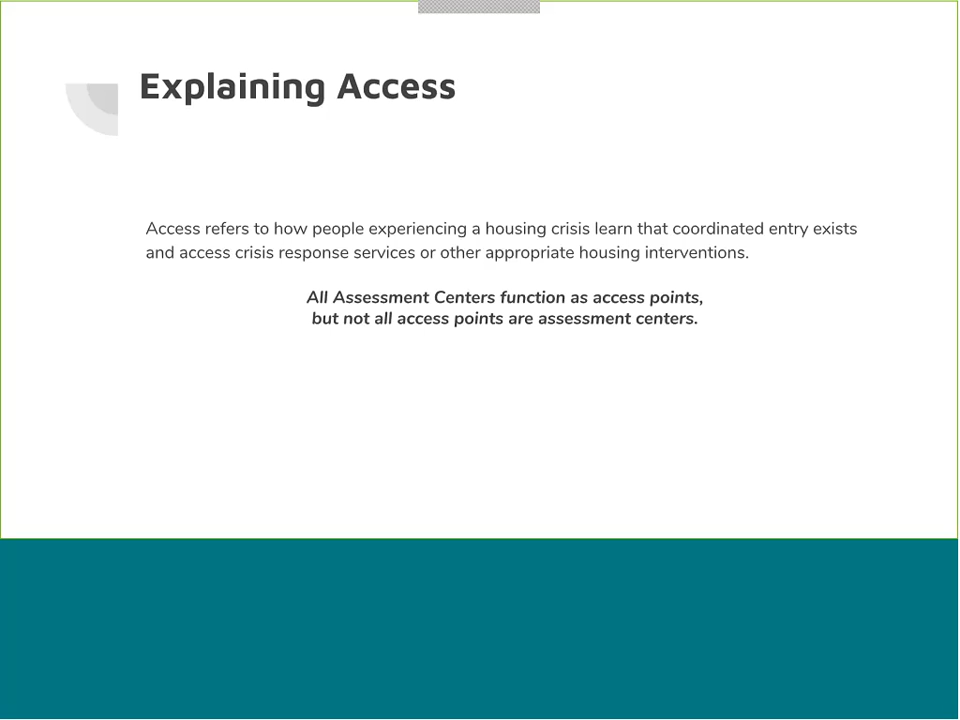 Explaining Access
Access refers to how people experiencing a housing crisis learn that coordinated entry exists
and access crisis response services or other appropriate housing interventions.
All Assessment Centers function as access points,
but not all access points are assessment centers.